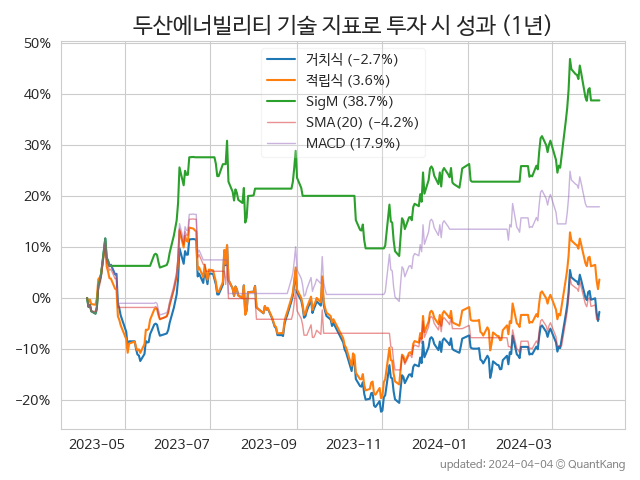 두산에너빌리티 기술 지표로 투자 시 성과 (1년)
50%
40%
30%
20%
10%
0%
−10%
−20%
거치식 (−2.7%)
적립식 (3.6%)
SigM (38.7%)
SMA(20) (−4.2%)
MACD (17.9%)
2023-05 2023-07 2023-09 2023-11 2024-01 2024-03
updated: 2024-04-04 © QuantKang